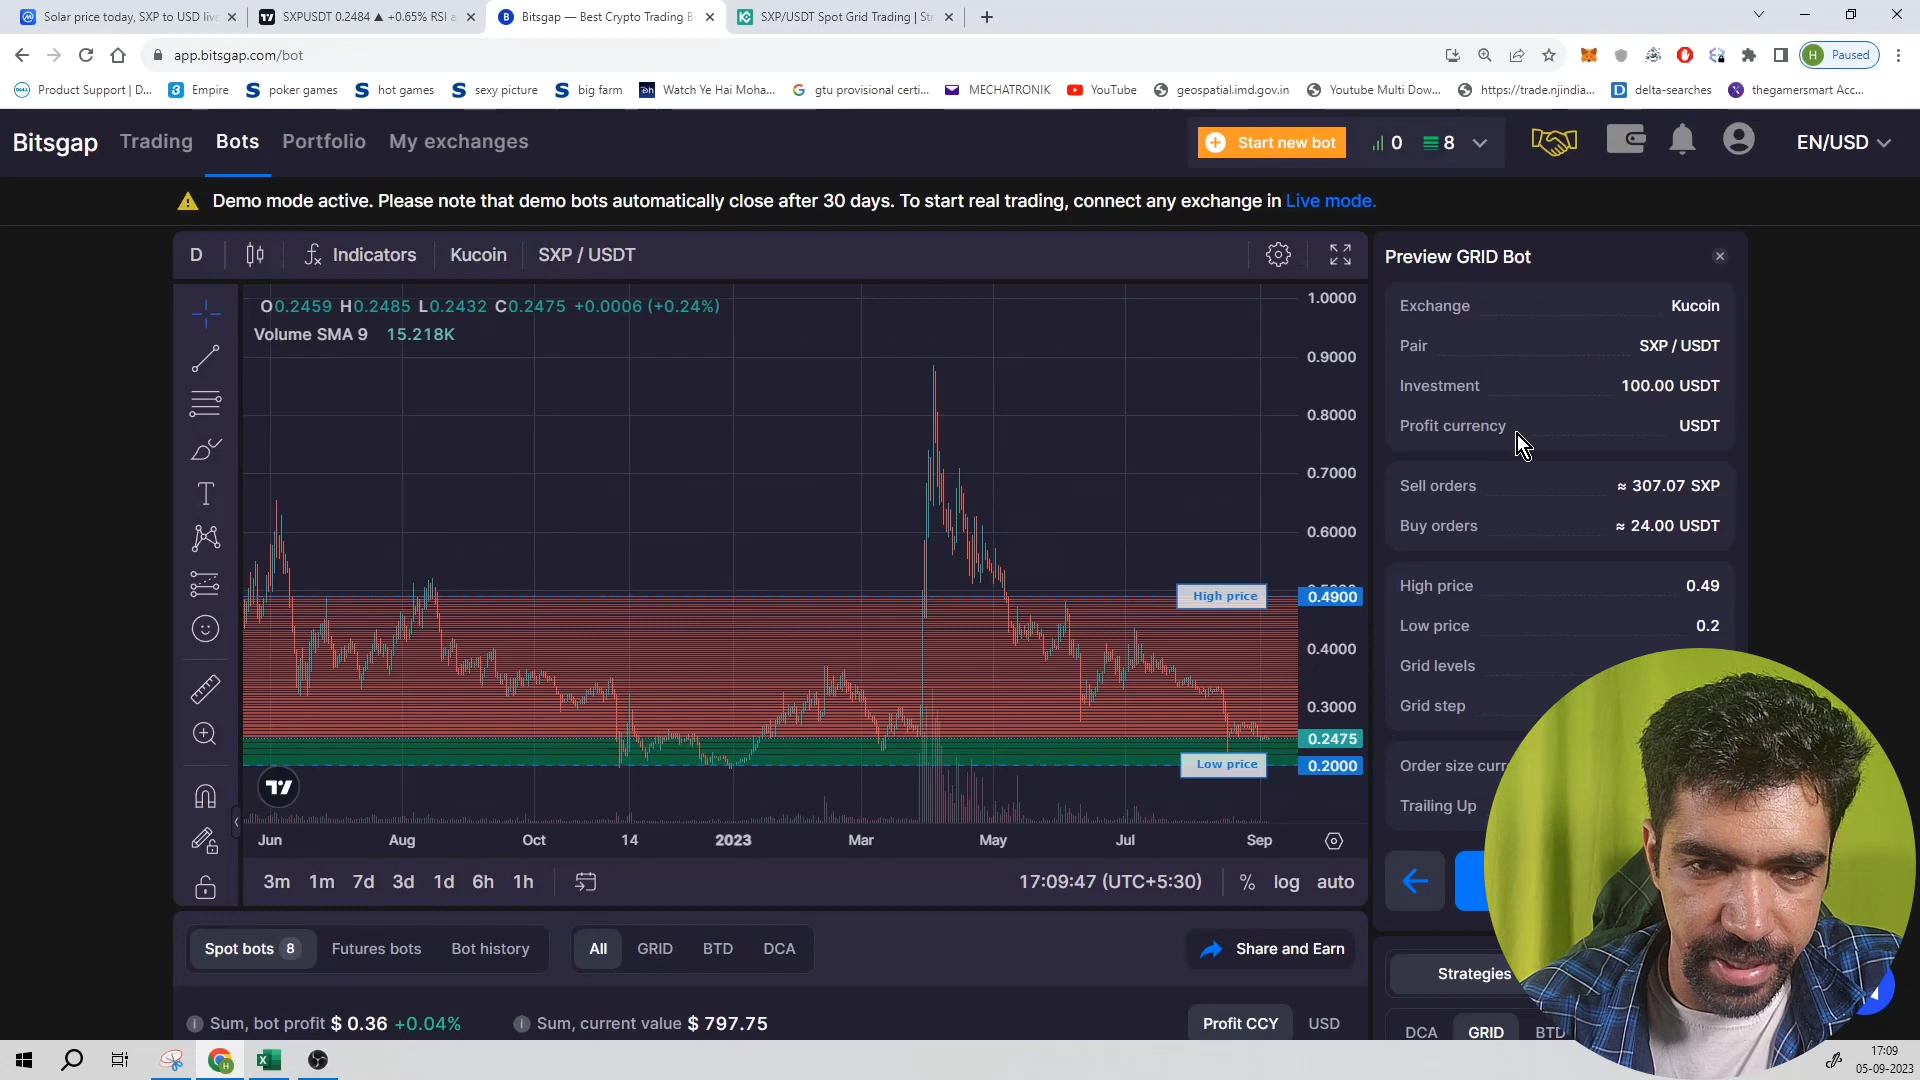 Solar price today, SXP to USD live
SXPUSDT 0.2484 ▲ +0.65% RSI a
Bitsgap — Best Crypto Trading B
SXP/USDT Spot Grid Trading | Str
app.bitsgap.com/bot
H Paused
Product Support | D...
Empire
poker games
hot games
sexy picture
big farm
Watch Ye Hai Moha...
gtu provisional certi...
MECHATRONIK
YouTube
geospatial.imd.gov.in
Youtube Multi Dow...
https://trade.njindia...
delta-searches
thegamersmart Acc...
Bitsgap
Trading
Bots
Portfolio
My exchanges
Start new bot
0
8
EN/USD
Demo mode active. Please note that demo bots automatically close after 30 days. To start real trading, connect any exchange in Live mode.
D
Indicators
Kucoin
SXP / USDT
O0.2459 H0.2485 L0.2432 C0.2475 +0.0006 (+0.24%)
Volume SMA 9 15.218K
1.0000
0.9000
0.8000
0.7000
0.6000
High price 0.4900
0.4000
0.3000
0.2475
Low price 0.2000
Jun
Aug
Oct
14
2023
Mar
May
Jul
Sep
3m 1m 7d 3d 1d 6h 1h
17:09:47 (UTC+5:30)
% log auto
Preview GRID Bot
Exchange Kucoin
Pair SXP / USDT
Investment 100.00 USDT
Profit currency USDT
Sell orders ≈ 307.07 SXP
Buy orders ≈ 24.00 USDT
High price 0.49
Low price 0.2
Grid levels
Grid step
Order size curr
Trailing Up
Spot bots 8
Futures bots
Bot history
All
GRID
BTD
DCA
Share and Earn
Sum, bot profit $ 0.36 +0.04%
Sum, current value $ 797.75
Profit CCY
USD
Strategies
DCA
GRID
BTD
17:09
05-09-2023